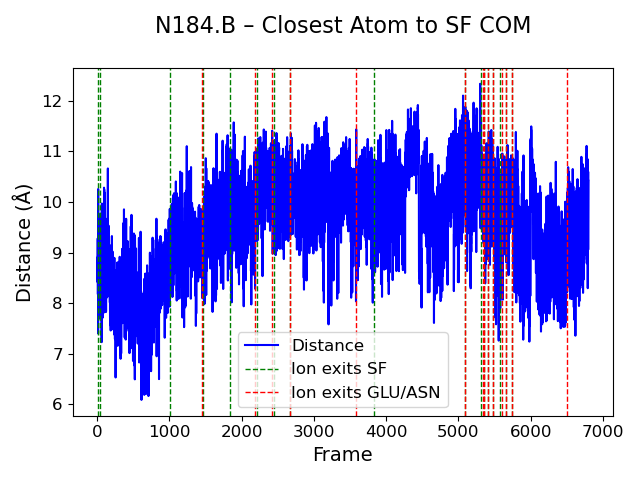 N184.B – Closest Atom to SF COM
Distance (Å)
12
11
10
9
8
7
6
Distance
Ion exits SF
Ion exits GLU/ASN
0 1000 2000 3000 4000 5000 6000 7000
Frame